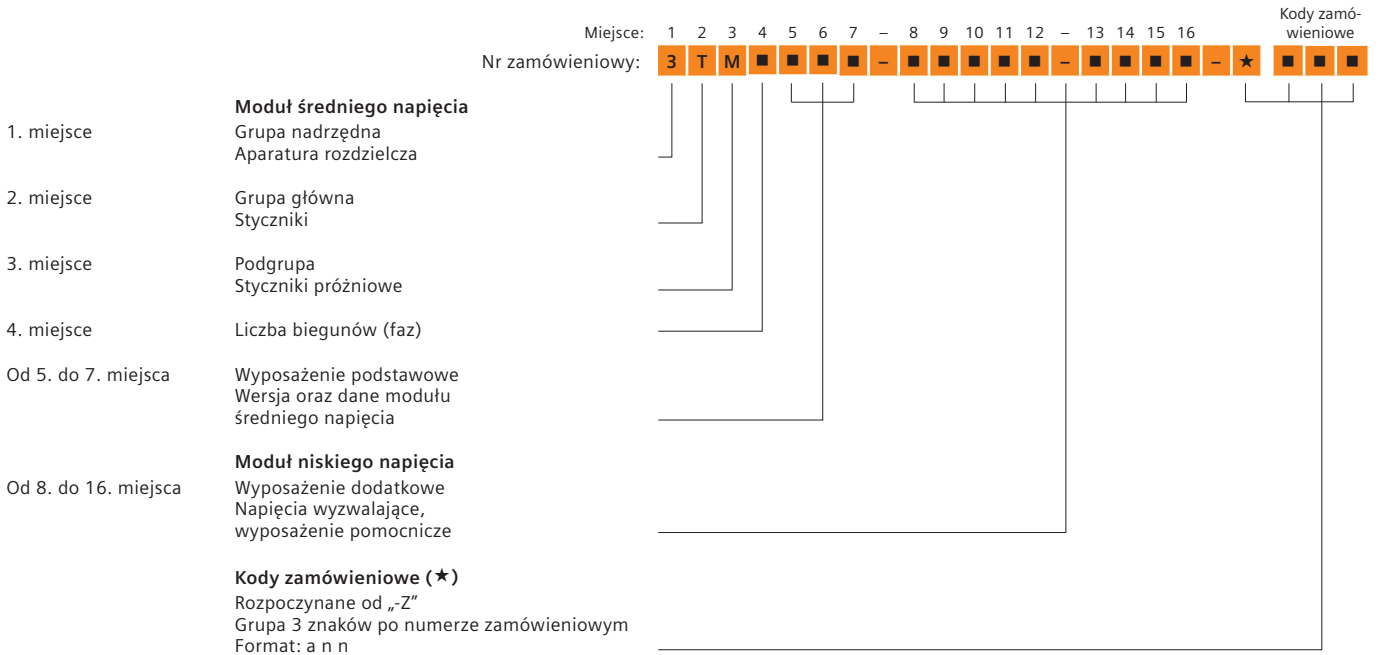 Kody zamó-
wieniowe
Miejsce: 1 2 3 4 5 6 7 – 8 9 10 11 12 – 13 14 15 16
Nr zamówieniowy: 3 T M ■ ■ ■ ■ – ■ ■ ■ ■ ■ – ■ ■ ■ ■ – ★ ■ ■ ■
Moduł średniego napięcia
1. miejsce Grupa nadrzędna
Aparatura rozdzielcza
2. miejsce Grupa główna
Styczniki
3. miejsce Podgrupa
Styczniki próżniowe
4. miejsce Liczba biegunów (faz)
Od 5. do 7. miejsca Wyposażenie podstawowe
Wersja oraz dane modułu
średniego napięcia
Moduł niskiego napięcia
Od 8. do 16. miejsca Wyposażenie dodatkowe
Napięcia wyzwalające,
wyposażenie pomocnicze
Kody zamówieniowe (★)
Rozpoczynane od „-Z”
Grupa 3 znaków po numerze zamówieniowym
Format: a n n